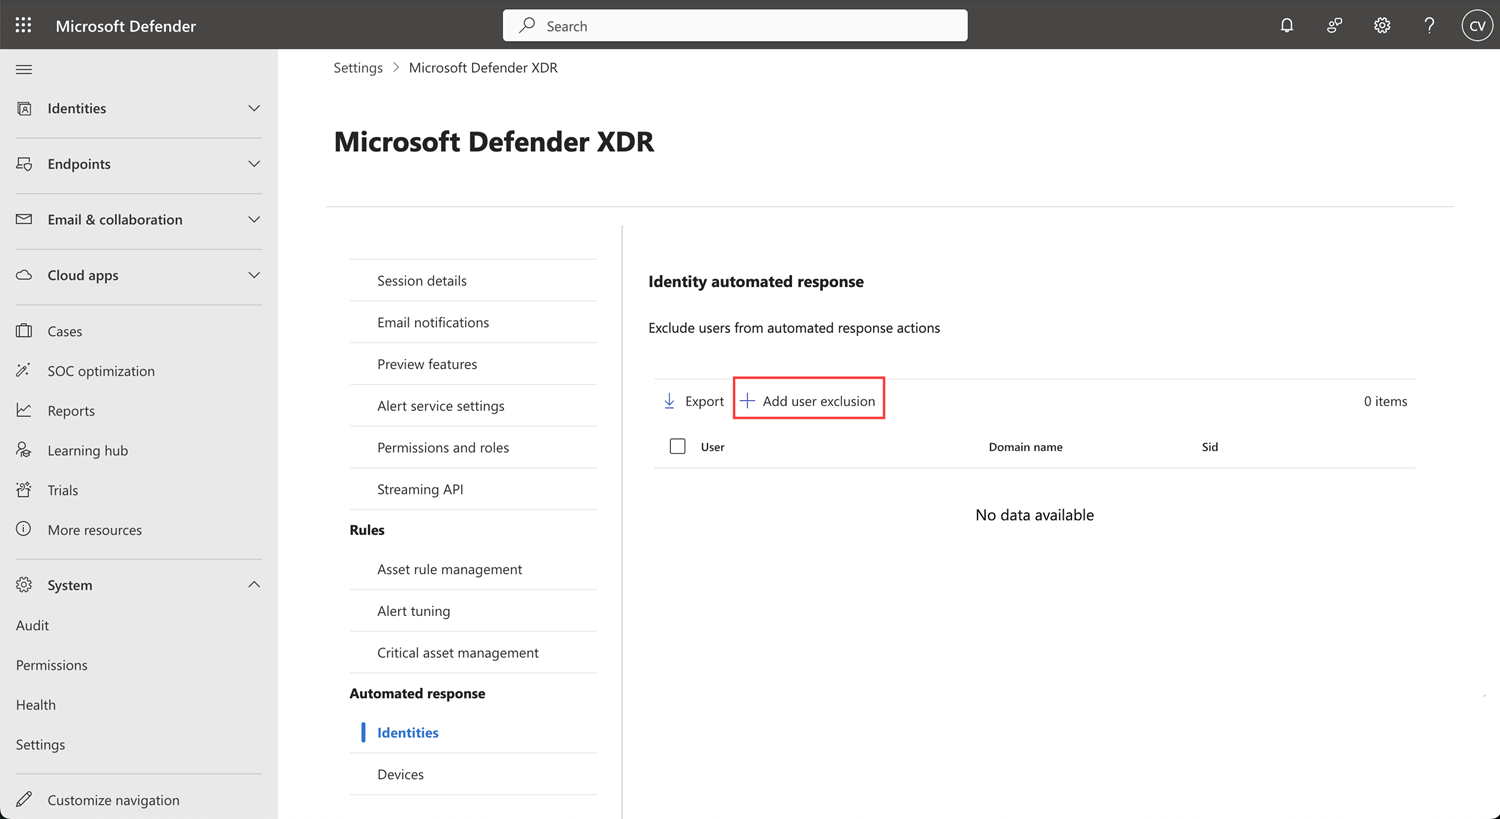 Microsoft Defender
Search
CV
Settings > Microsoft Defender XDR
Identities
Endpoints
Email & collaboration
Cloud apps
Cases
SOC optimization
Reports
Learning hub
Trials
More resources
System
Audit
Permissions
Health
Settings
Customize navigation
Microsoft Defender XDR
Session details
Email notifications
Preview features
Alert service settings
Permissions and roles
Streaming API
Rules
Asset rule management
Alert tuning
Critical asset management
Automated response
Identities
Devices
Identity automated response
Exclude users from automated response actions
Export
Add user exclusion
0 items
User Domain name Sid
No data available